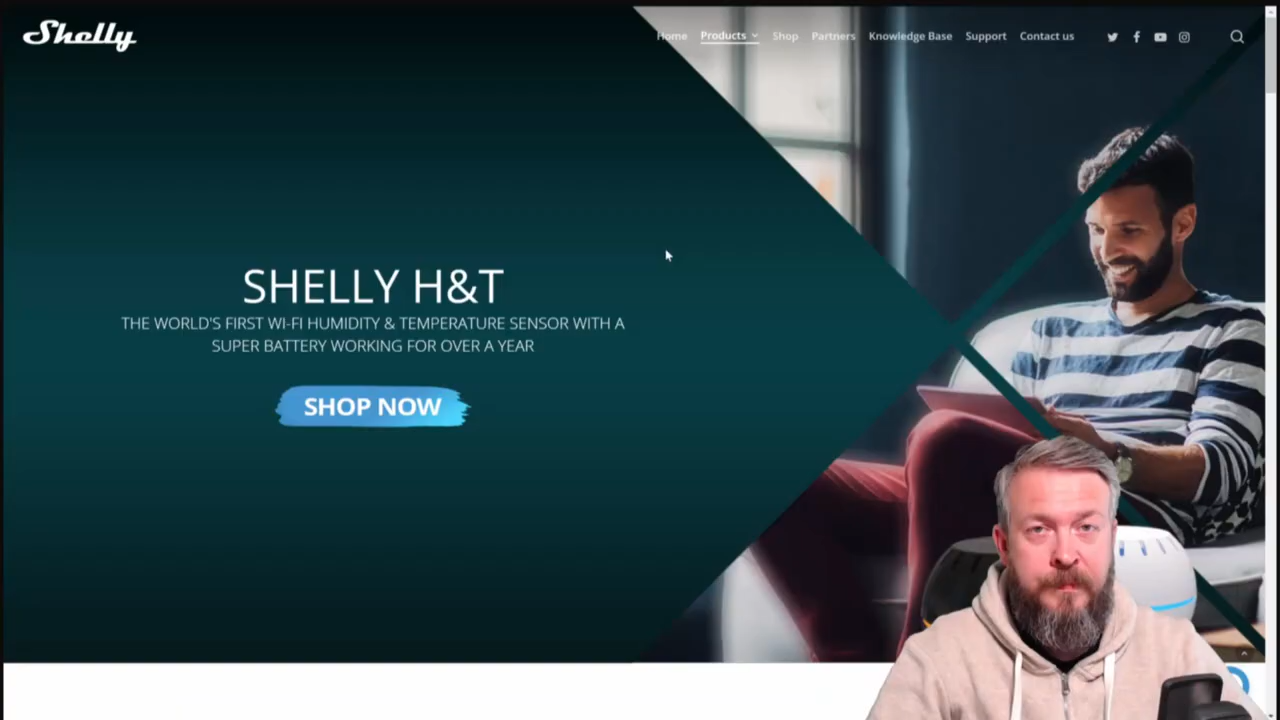 Shelly
Home Products Shop Partners Knowledge Base Support Contact us
SHELLY H&T
THE WORLD'S FIRST WI-FI HUMIDITY & TEMPERATURE SENSOR WITH A
SUPER BATTERY WORKING FOR OVER A YEAR
SHOP NOW